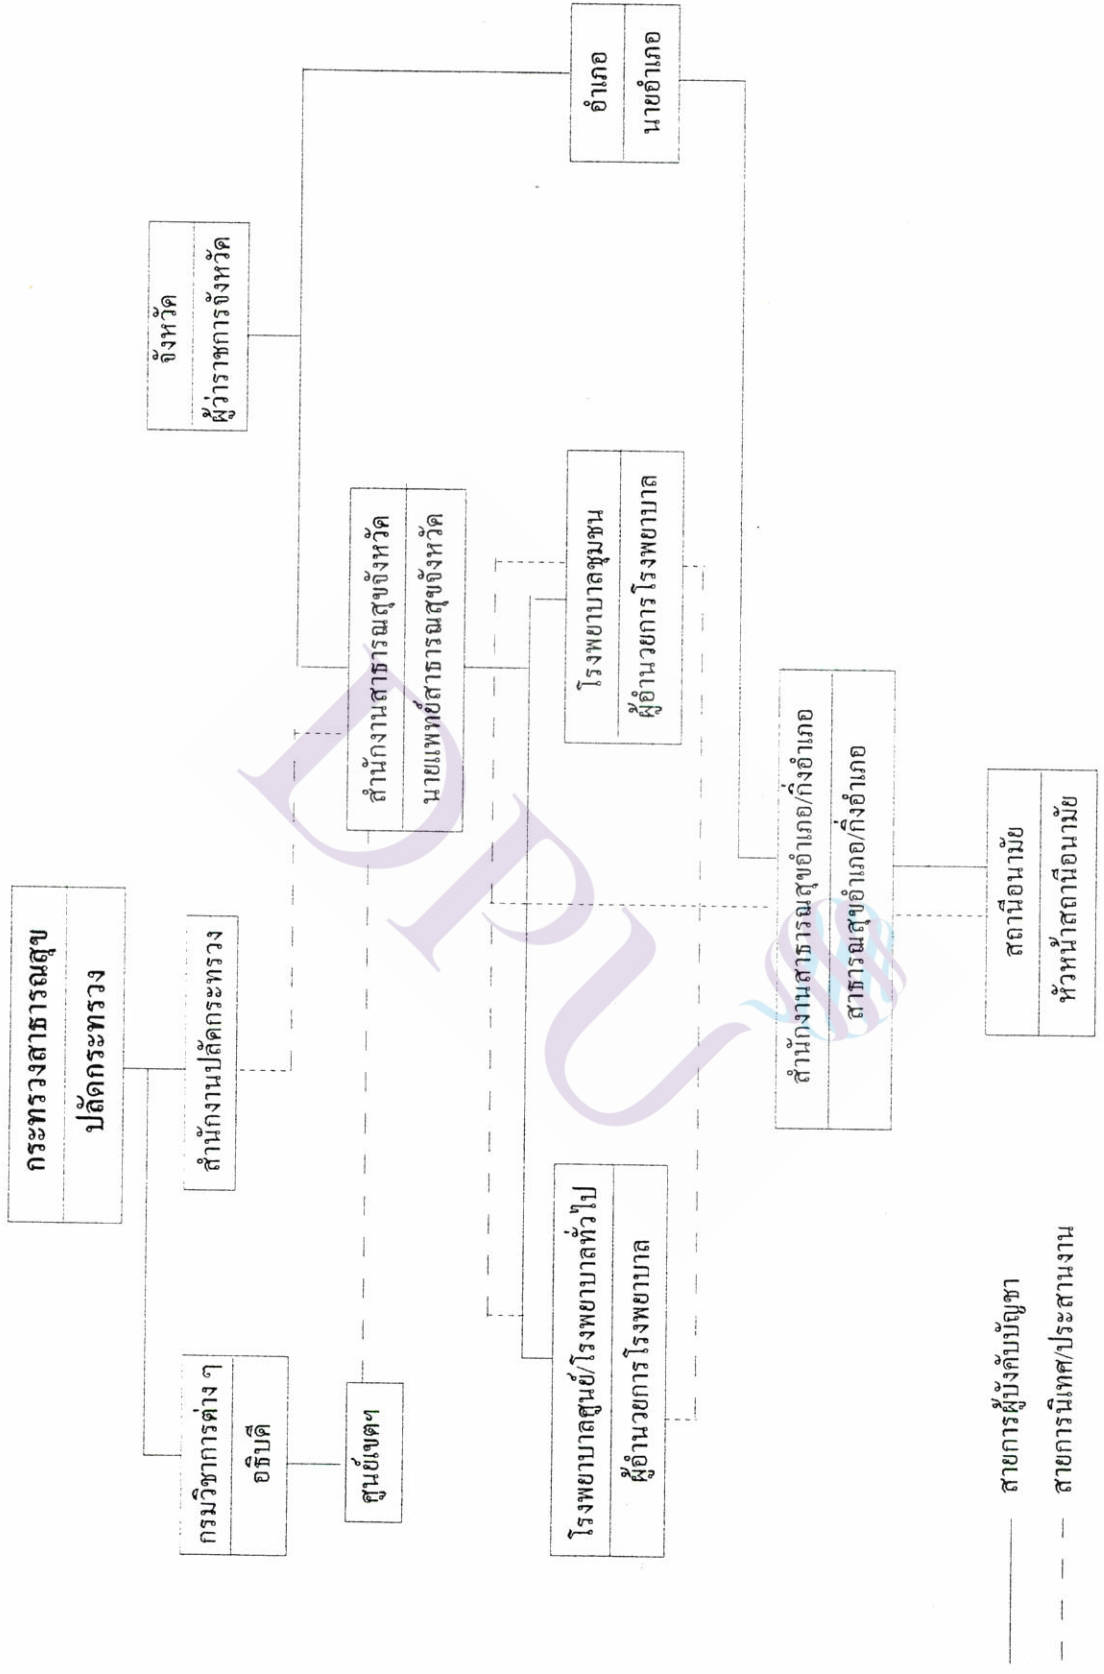 กระทรวงสาธารณสุข
ปลัดกระทรวง
จังหวัด
ผู้ว่าราชการจังหวัด
กรมวิชาการต่าง ๆ
อธิบดี
สำนักงานปลัดกระทรวง
ศูนย์เขตฯ
สำนักงานสาธารณสุขจังหวัด
นายแพทย์สาธารณสุขจังหวัด
โรงพยาบาลศูนย์/โรงพยาบาลทั่วไป
ผู้อำนวยการโรงพยาบาล
โรงพยาบาลชุมชน
ผู้อำนวยการโรงพยาบาล
อำเภอ
นายอำเภอ
สำนักงานสาธารณสุขอำเภอ/กิ่งอำเภอ
สาธารณสุขอำเภอ/กิ่งอำเภอ
สถานีอนามัย
หัวหน้าสถานีอนามัย
สายการผู้บังคับบัญชา
สายการนิเทศ/ประสานงาน
DPU